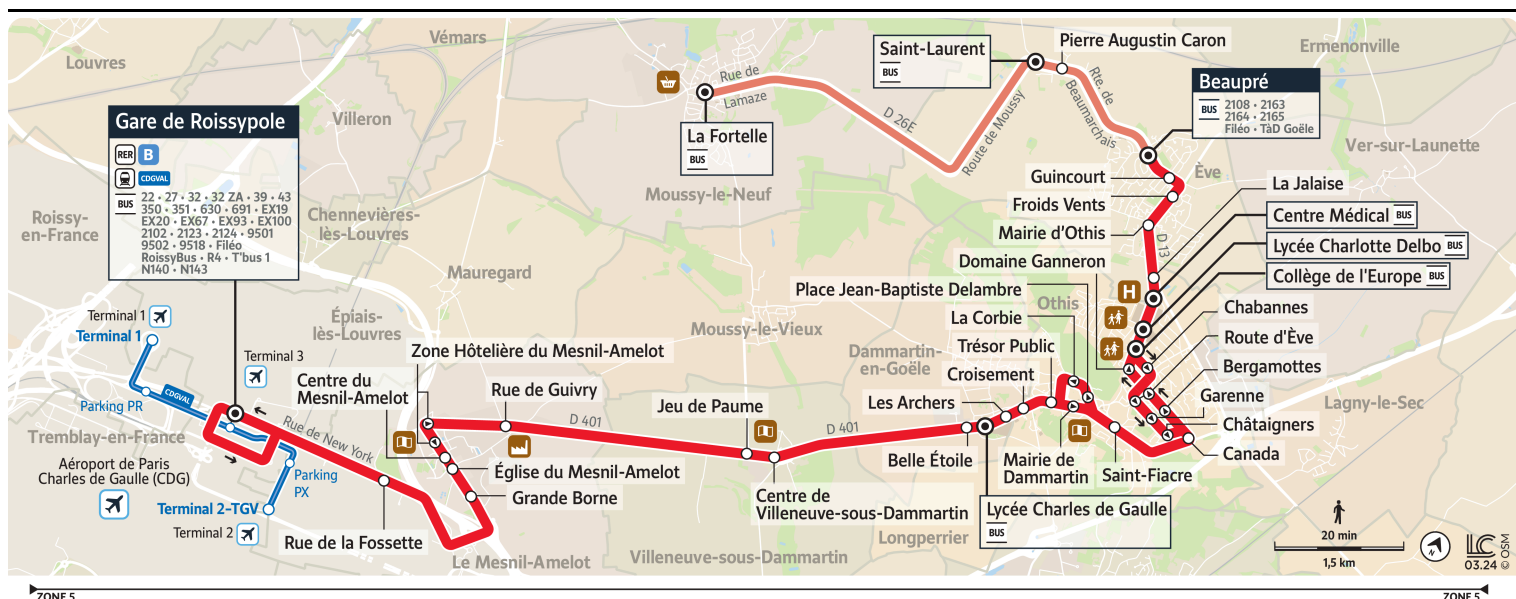 Louvres
Vémars
Villeron
Roissy-
en-France
Chennevières-
lès-Louvres
Épiais-
lès-Louvres
Mauregard
Moussy-le-Neuf
Moussy-le-Vieux
Dammartin-
en-Goële
Othis
Ève
Ermenonville
Ver-sur-Launette
Lagny-le-Sec
Longperrier
Villeneuve-sous-Dammartin
Le Mesnil-Amelot
Tremblay-en-France
Gare de Roissypole
RER B
CDGVAL
BUS
22 • 27 • 32 • 32 ZA • 39 • 43
350 • 351 • 630 • 691 • EX19
EX20 • EX67 • EX93 • EX100
2102 • 2123 • 2124 • 9501
9502 • 9518 • Filéo
RoissyBus • R4 • T'bus 1
N140 • N143
Terminal 1
Terminal 1
Parking PR
CDGVAL
Terminal 3
Rue de New York
Aéroport de Paris
Charles de Gaulle (CDG)
Parking
PX
Terminal 2-TGV
Terminal 2
Rue de la Fossette
Centre du
Mesnil-Amelot
Zone Hôtelière du Mesnil-Amelot
Rue de Guivry
Église du Mesnil-Amelot
Grande Borne
D 401
Jeu de Paume
Centre de
Villeneuve-sous-Dammartin
D 401
Belle Étoile
Les Archers
Croisement
Trésor Public
La Corbie
Place Jean-Baptiste Delambre
Domaine Ganneron
Lycée Charles de Gaulle
BUS
Mairie de
Dammartin
Saint-Fiacre
Canada
Châtaigners
Garenne
Bergamottes
Route d'Ève
Chabannes
Collège de l'Europe BUS
Lycée Charlotte Delbo BUS
Centre Médical BUS
La Jalaise
H
D 13
Mairie d'Othis
Froids Vents
Guincourt
Beaupré
BUS
2108 • 2163
2164 • 2165
Filéo • TàD Goële
Rte. de
Beaumarchais
Pierre Augustin Caron
Saint-Laurent
BUS
Route de Moussy
D 26E
Rue de
Lamaze
La Fortelle
BUS
20 min
1,5 km
N
LC
03.24
© OSM
ZONE 5
ZONE 5